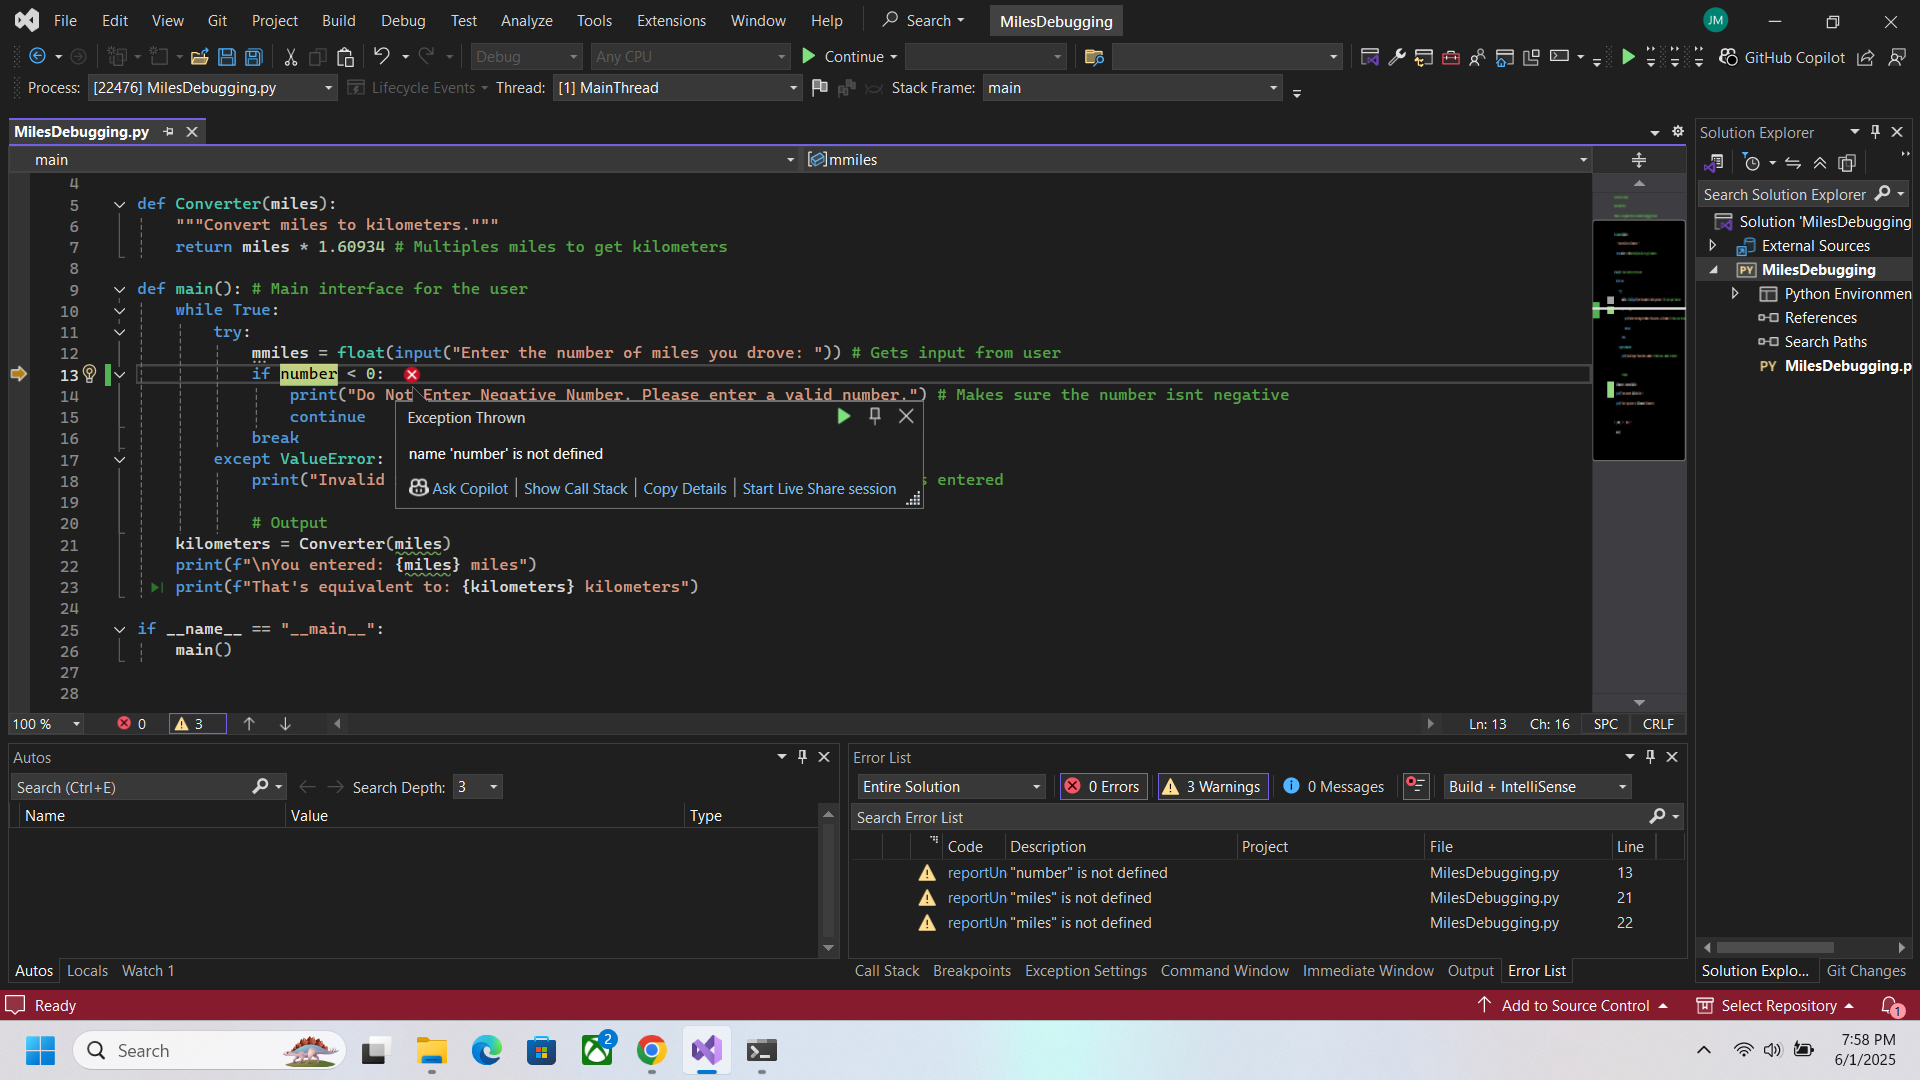 File Edit View Git Project Build Debug Test Analyze Tools Extensions Window Help Search MilesDebugging JM
Debug Any CPU Continue GitHub Copilot
Process: [22476] MilesDebugging.py Lifecycle Events Thread: [1] MainThread Stack Frame: main
MilesDebugging.py
main mmiles
4
5 def Converter(miles):
6 """Convert miles to kilometers."""
7 return miles * 1.60934 # Multiples miles to get kilometers
8
9 def main(): # Main interface for the user
10 while True:
11 try:
12 mmiles = float(input("Enter the number of miles you drove: ")) # Gets input from user
13 if number < 0:
14 print("Do Not Enter Negative Number. Please enter a valid number.") # Makes sure the number isnt negative
15 continue
16 break
17 except ValueError:
18 print("Invalid entered
19
20 # Output
21 kilometers = Converter(miles)
22 print(f"\nYou entered: {miles} miles")
23 print(f"That's equivalent to: {kilometers} kilometers")
24
25 if __name__ == "__main__":
26 main()
27
28
Exception Thrown
name 'number' is not defined
Ask Copilot Show Call Stack Copy Details Start Live Share session
100 % 0 3 Ln: 13 Ch: 16 SPC CRLF
Solution Explorer
Search Solution Explorer
Solution 'MilesDebugging
External Sources
PY MilesDebugging
Python Environmen
References
Search Paths
PY MilesDebugging.p
Solution Explo... Git Changes
Autos
Search (Ctrl+E) Search Depth: 3
Name Value Type
Autos Locals Watch 1
Error List
Entire Solution 0 Errors 3 Warnings 0 Messages Build + IntelliSense
Search Error List
Code Description Project File Line
reportUn "number" is not defined MilesDebugging.py 13
reportUn "miles" is not defined MilesDebugging.py 21
reportUn "miles" is not defined MilesDebugging.py 22
Call Stack Breakpoints Exception Settings Command Window Immediate Window Output Error List
Ready Add to Source Control Select Repository 1
Search 2 7:58 PM
6/1/2025